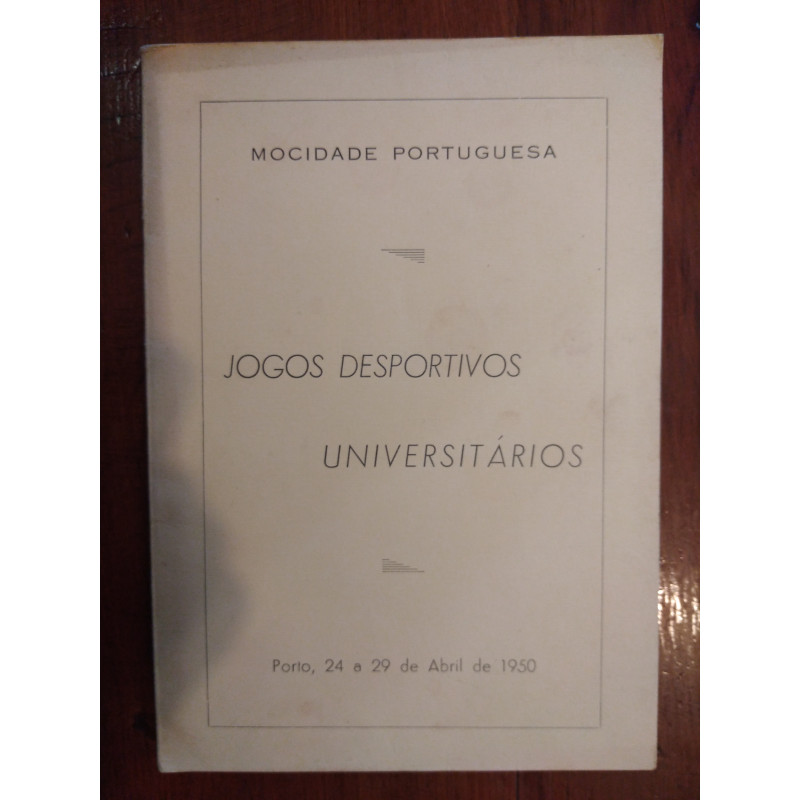 MOCIDADE PORTUGUESA
JOGOS DESPORTIVOS
UNIVERSITÁRIOS
Porto, 24 a 29 de Abril de 1950